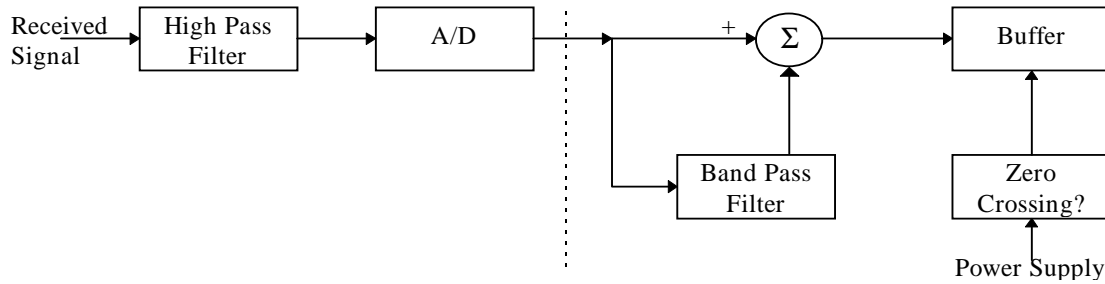 Received
Signal
High Pass
Filter
A/D
+
Σ
Buffer
Band Pass
Filter
Zero
Crossing?
Power Supply